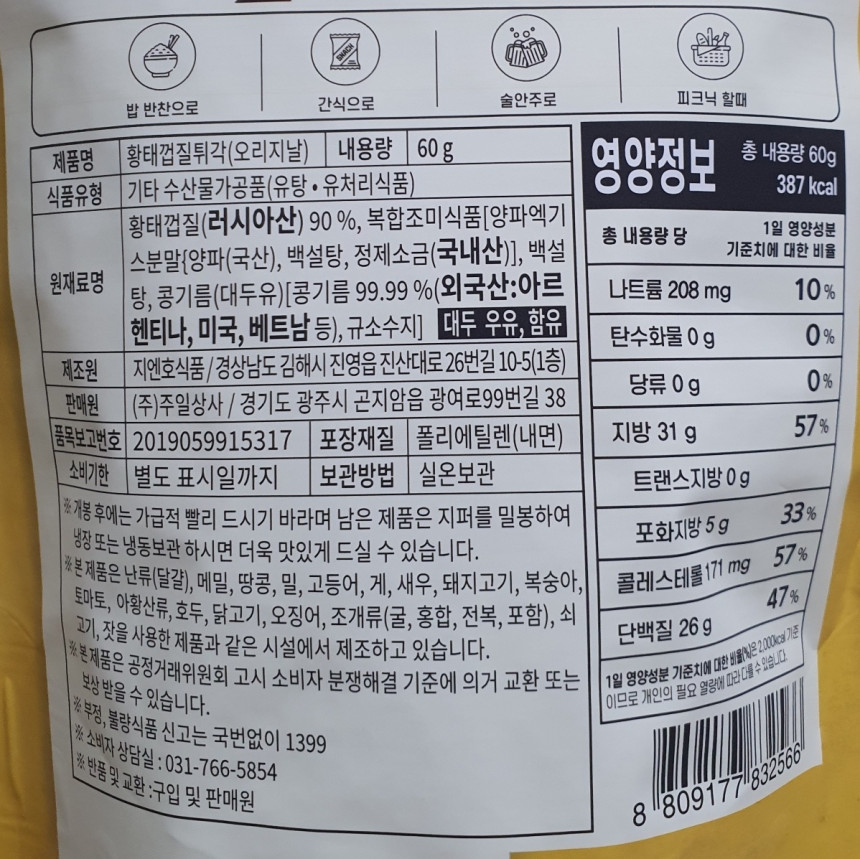 밥 반찬으로
간식으로
술안주로
피크닉 할때
SNACK
제품명 황태껍질튀각(오리지날) 내용량 60 g
식품유형 기타 수산물가공품(유탕•유처리식품)
원재료명
황태껍질(러시아산) 90 %, 복합조미식품[양파엑기
스분말{양파(국산), 백설탕, 정제소금(국내산)], 백설
탕, 콩기름(대두유)[콩기름 99.99 %(외국산:아르
헨티나, 미국, 베트남 등), 규소수지] 대두 우유, 함유
제조원 지엔호식품/경상남도 김해시 진영읍 진산대로 26번길 10-5(1층)
판매원 (주)주일상사 / 경기도 광주시 곤지암읍 광여로99번길 38
품목보고번호 2019059915317 포장재질 폴리에틸렌(내면)
소비기한 별도 표시일까지 보관방법 실온보관
※ 개봉 후에는 가급적 빨리 드시기 바라며 남은 제품은 지퍼를 밀봉하여
냉장 또는 냉동보관 하시면 더욱 맛있게 드실 수 있습니다.
※ 본 제품은 난류(달걀), 메밀, 땅콩, 밀, 고등어, 게, 새우, 돼지고기, 복숭아,
토마토, 아황산류, 호두, 닭고기, 오징어, 조개류(굴, 홍합, 전복, 포함), 쇠
고기, 잣을 사용한 제품과 같은 시설에서 제조하고 있습니다.
※ 본 제품은 공정거래위원회 고시 소비자 분쟁해결 기준에 의거 교환 또는
보상 받을 수 있습니다.
※ 부정, 불량식품 신고는 국번없이 1399
※ 소비자 상담실 : 031-766-5854
※ 반품 및 교환 :구입 및 판매원
영양정보
총 내용량 60g
387 kcal
총 내용량 당
1일 영양성분
기준치에 대한 비율
나트륨 208 mg 10 %
탄수화물 0 g 0 %
당류 0 g 0 %
지방 31 g 57 %
트랜스지방 0 g
포화지방 5 g 33 %
콜레스테롤 171 mg 57 %
단백질 26 g 47 %
1일 영양성분 기준치에 대한 비율(%)은 2,000kcal 기준
이므로 개인의 필요 열량에 따라 다를 수 있습니다.
8 809177 832566